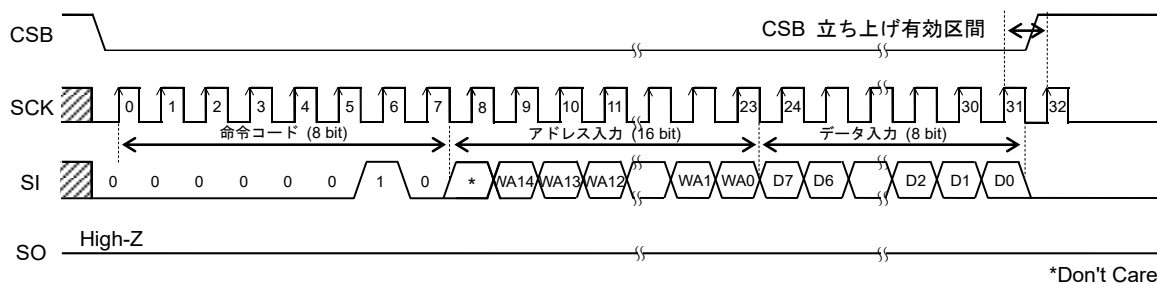 CSB
CSB 立ち上げ有効区間
SCK
0 1 2 3 4 5 6 7 8 9 10 11 23 24 30 31 32
命令コード (8 bit) アドレス入力 (16 bit) データ入力 (8 bit)
SI
0 0 0 0 0 0 1 0 * WA14 WA13 WA12 WA1 WA0 D7 D6 D2 D1 D0
SO
High-Z
*Don't Care